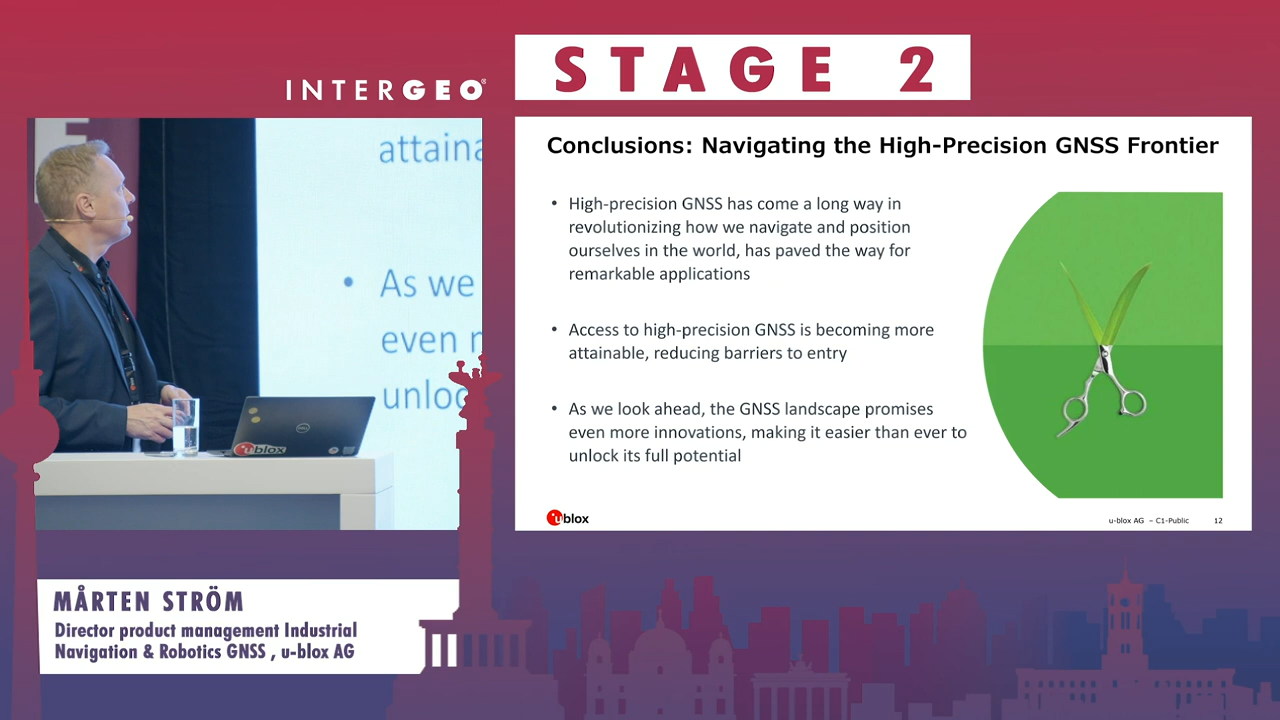 INTERGEO®
STAGE 2
attaina
• As we
even
unloc
DELL
ublox
Conclusions: Navigating the High-Precision GNSS Frontier
• High-precision GNSS has come a long way in
revolutionizing how we navigate and position
ourselves in the world, has paved the way for
remarkable applications
• Access to high-precision GNSS is becoming more
attainable, reducing barriers to entry
• As we look ahead, the GNSS landscape promises
even more innovations, making it easier than ever to
unlock its full potential
ublox
u-blox AG – C1-Public 12
MÅRTEN STRÖM
Director product management Industrial
Navigation & Robotics GNSS , u-blox AG